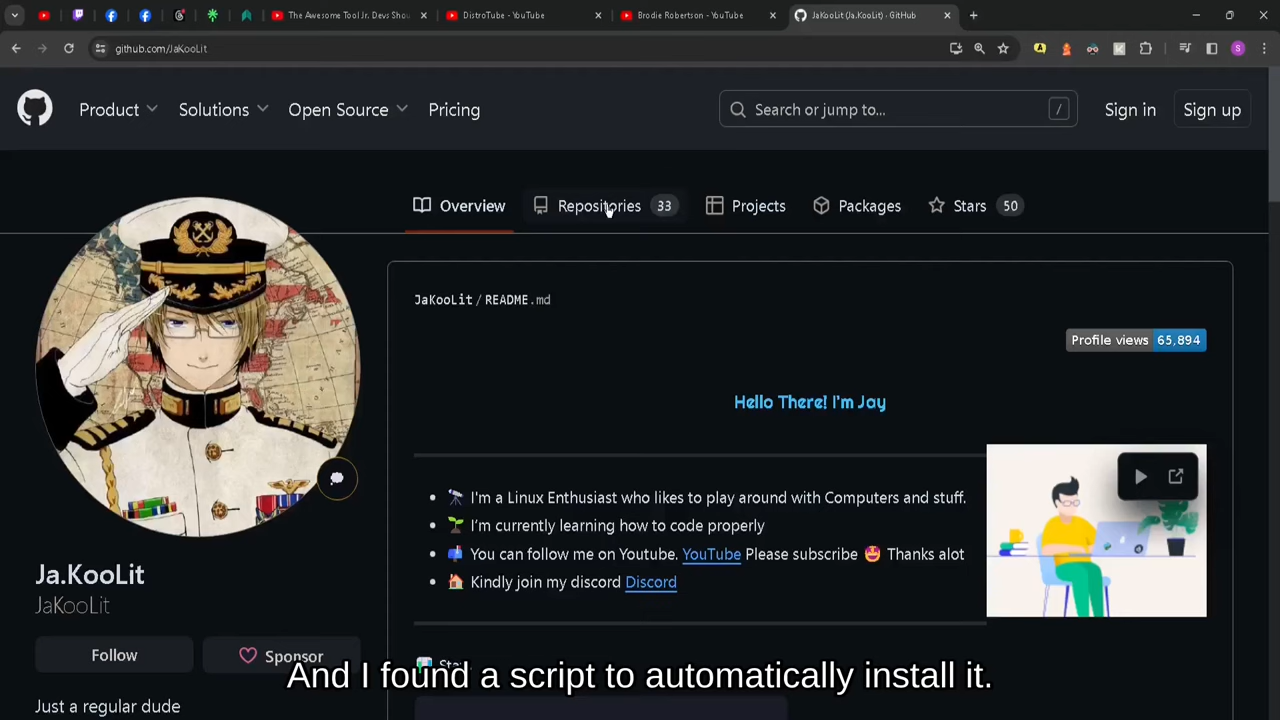 The Awesome Tool Jr. Devs Shou
DistroTube - YouTube
Brodie Robertson - YouTube
JaKooLit (Ja.KooLit) · GitHub
github.com/JaKooLit
S
Product
Solutions
Open Source
Pricing
Search or jump to...
/
Sign in
Sign up
Overview
Repositories 33
Projects
Packages
Stars 50
JaKooLit / README.md
Profile views 65,894
Hello There! I'm Jay
I'm a Linux Enthusiast who likes to play around with Computers and stuff.
I'm currently learning how to code properly
You can follow me on Youtube. YouTube Please subscribe 🤩 Thanks alot
Kindly join my discord Discord
Ja.KooLit
JaKooLit
Follow
Sponsor
And I found a script to automatically install it.
Just a regular dude